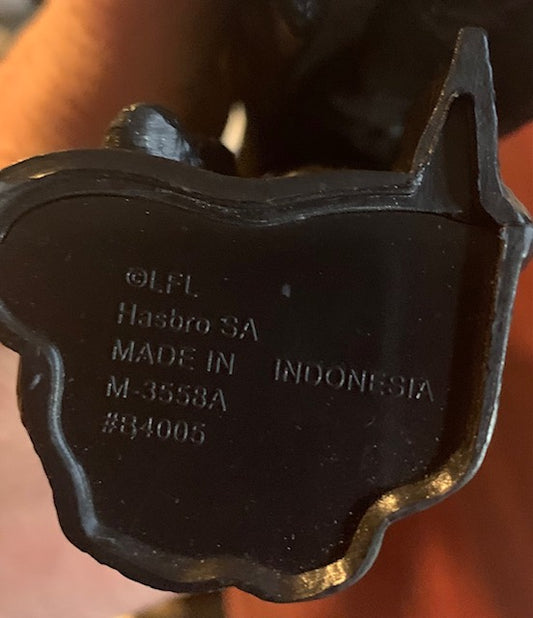 ©LFL
Hasbro SA
MADE IN INDONESIA
M-3558A
#B4005